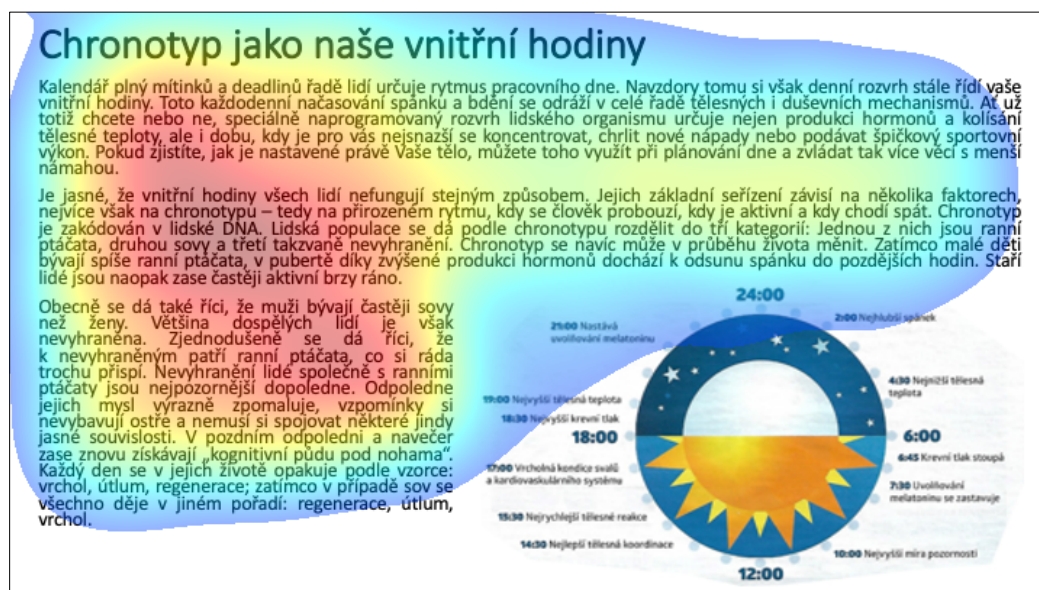 Chronotyp jako naše vnitřní hodiny
Kalendář plný mítinků a deadlinů řadě lidí určuje rytmus pracovního dne. Navzdory tomu si však denní rozvrh stále řídí vaše
vnitřní hodiny. Toto každodenní načasování spánku a bdění se odráží v celé řadě tělesných i duševních mechanismů. Ať už
totiž chcete nebo ne, speciálně naprogramovaný rozvrh lidského organismu určuje nejen produkci hormonů a kolísání
tělesné teploty, ale i dobu, kdy je pro vás nejsnazší se koncentrovat, chrlit nové nápady nebo podávat špičkový sportovní
výkon. Pokud zjistíte, jak je nastavené právě Vaše tělo, můžete toho využít při plánování dne a zvládat tak více věcí s menší
námahou.
Je jasné, že vnitřní hodiny všech lidí nefungují stejným způsobem. Jejich základní seřízení závisí na několika faktorech,
nejvíce však na chronotypu – tedy na přirozeném rytmu, kdy se člověk probouzí, kdy je aktivní a kdy chodí spát. Chronotyp
je zakódován v lidské DNA. Lidská populace se dá podle chronotypu rozdělit do tří kategorií: Jednou z nich jsou ranní
ptáčata, druhou sovy a třetí takzvaně nevyhranění. Chronotyp se navíc může v průběhu života měnit. Zatímco malé děti
bývají spíše ranní ptáčata, v pubertě díky zvýšené produkci hormonů dochází k odsunu spánku do pozdějších hodin. Staří
lidé jsou naopak zase častěji aktivní brzy ráno.
Obecně se dá také říci, že muži bývají častěji sovy
než ženy. Většina dospělých lidí je však
nevyhraněna. Zjednodušeně se dá říci, že
k nevyhraněným patří ranní ptáčata, co si ráda
trochu přispí. Nevyhranění lidé společně s ranními
ptáčaty jsou nejpozornější dopoledne. Odpoledne
jejich mysl výrazně zpomaluje, vzpomínky si
nevybavují ostře a nemusí si spojovat některé jindy
jasné souvislosti. V pozdním odpoledni a navečer
zase znovu získávají „kognitivní půdu pod nohama“.
Každý den se v jejich životě opakuje podle vzorce:
vrchol, útlum, regenerace; zatímco v případě sov se
všechno děje v jiném pořadí: regenerace, útlum,
vrchol.
24:00
2:00 Nejhlubší spánek
21:00 Nastává
uvolňování melatoninu
4:30 Nejnižší tělesná
teplota
19:00 Nejvyšší tělesná teplota
18:30 Nejvyšší krevní tlak
18:00
6:00
6:45 Krevní tlak stoupá
17:00 Vrcholná kondice svalů
a kardiovaskulárního systému
7:30 Uvolňování
melatoninu se zastavuje
15:30 Nejrychlejší tělesné reakce
14:30 Nejlepší tělesná koordinace
10:00 Nejvyšší míra pozornosti
12:00